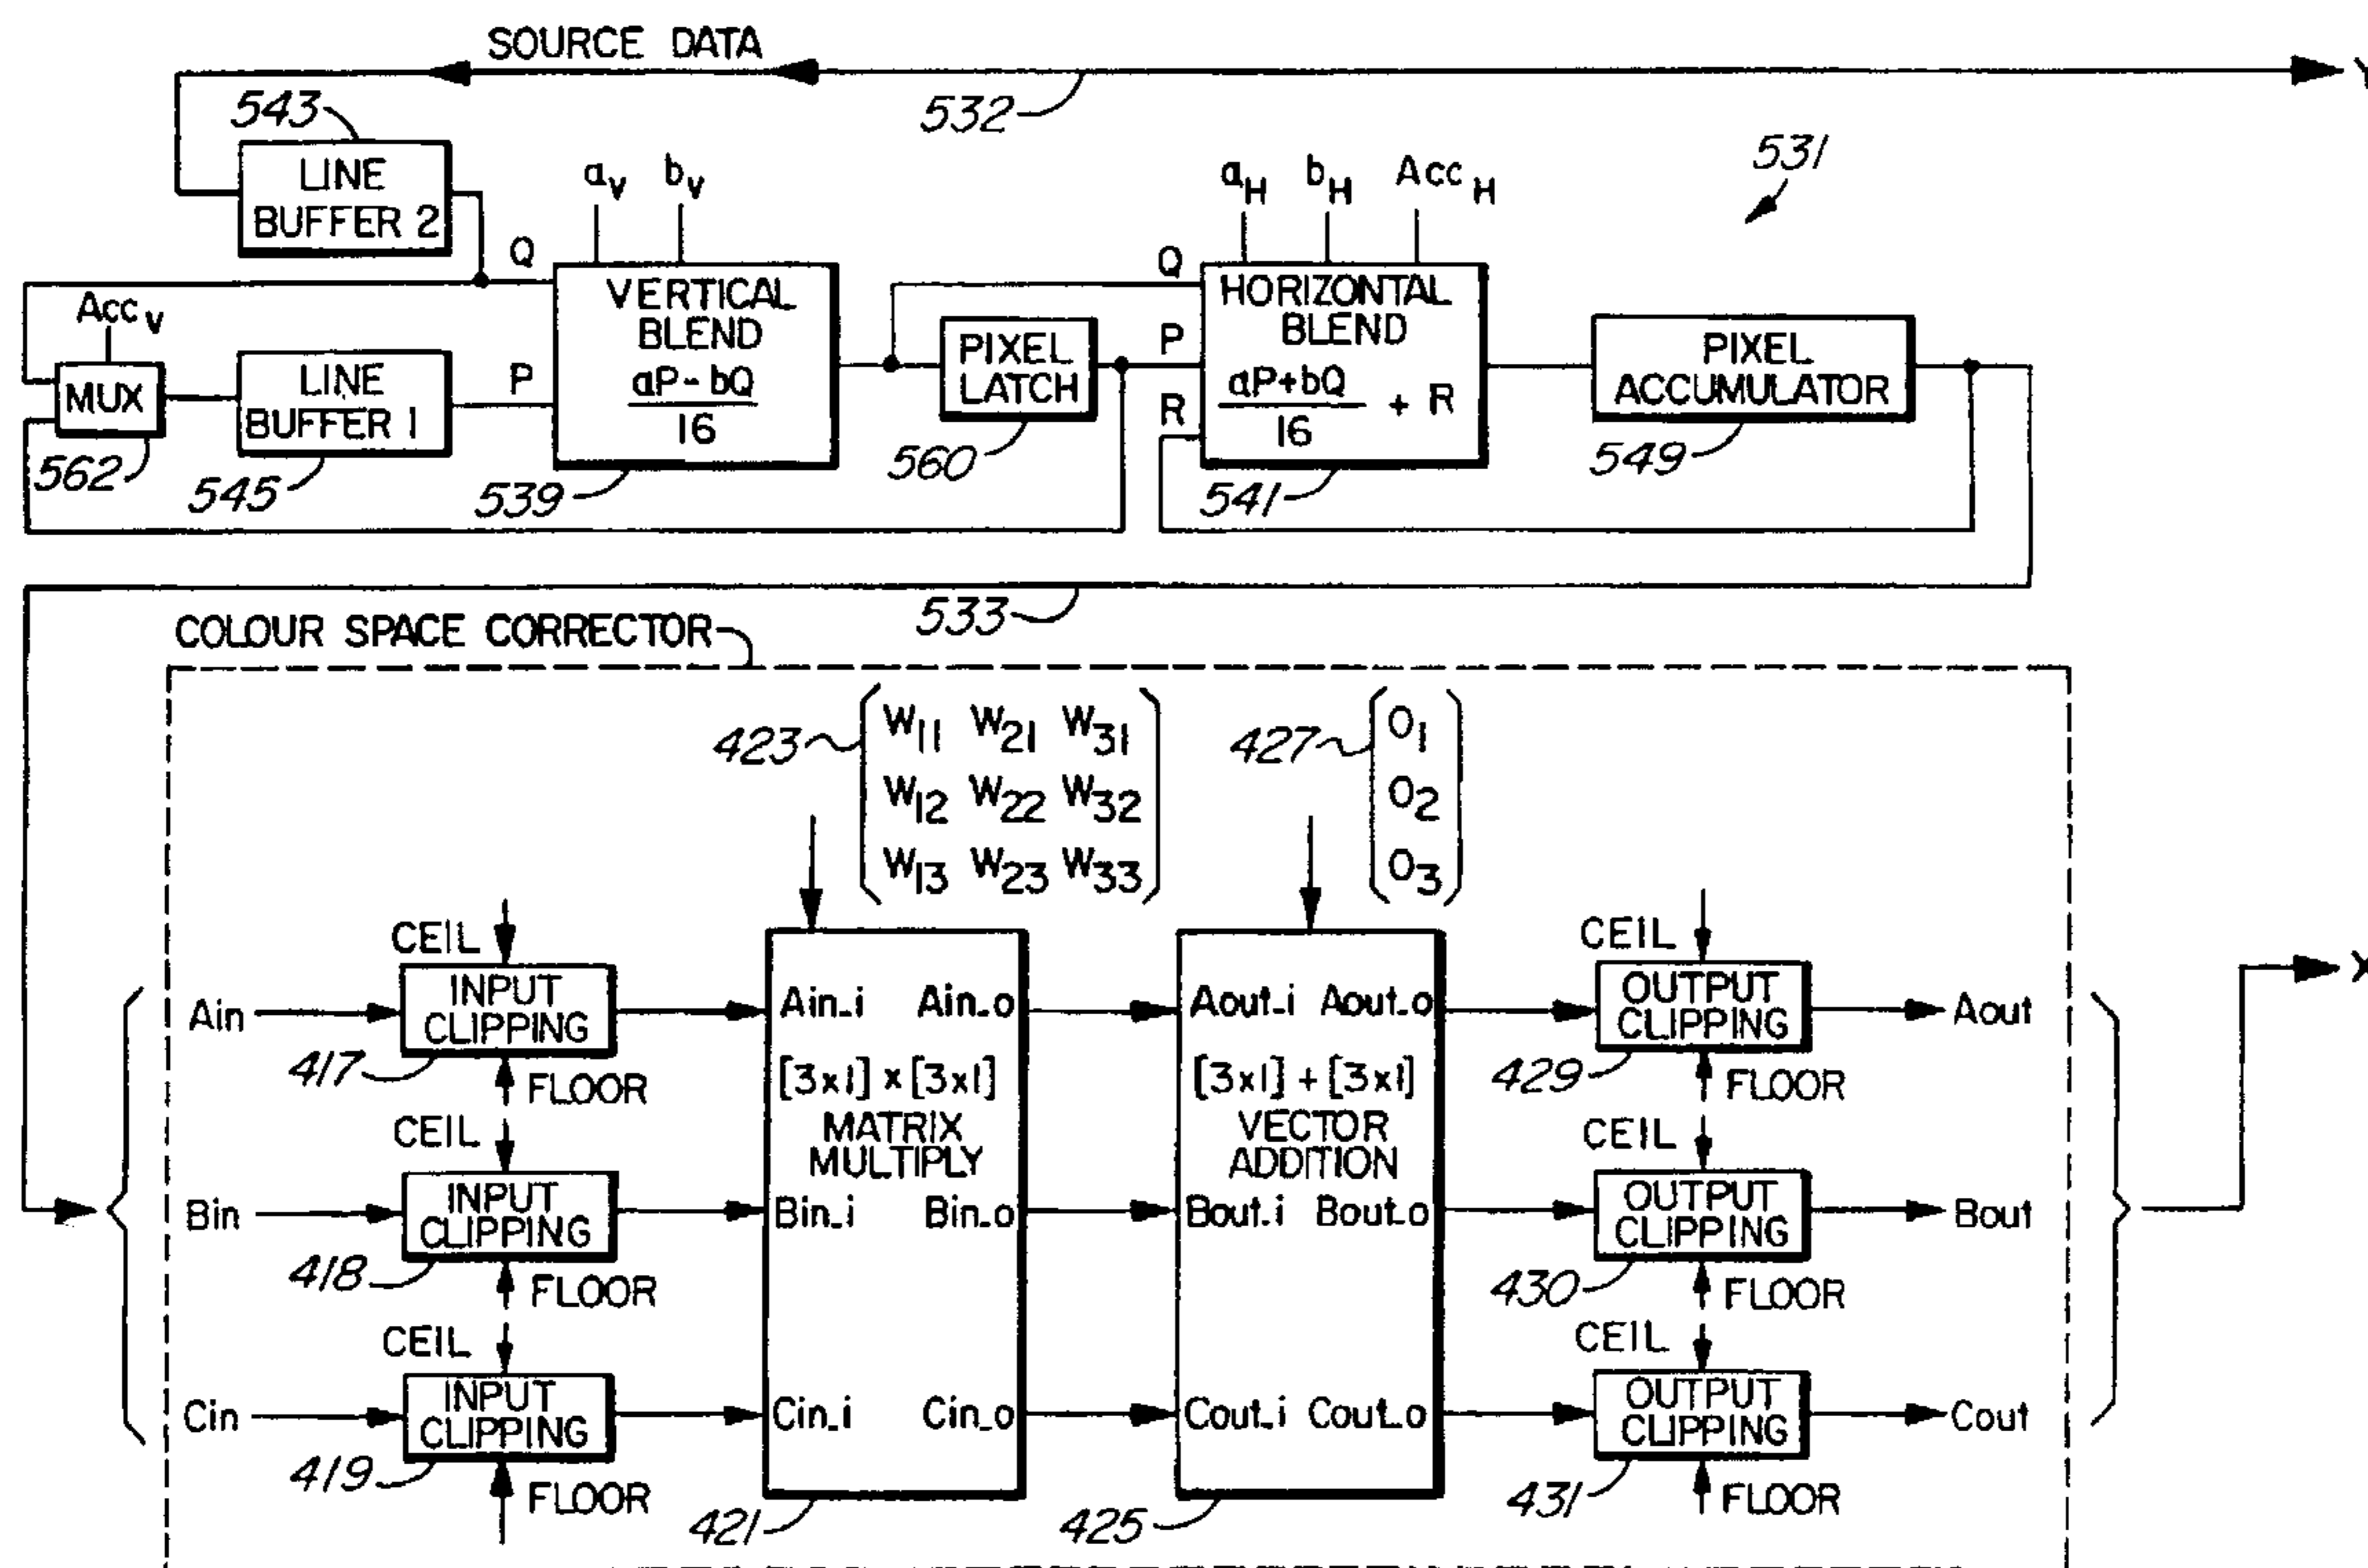 SOURCE DATA
Y
532
543
LINE
BUFFER 2
531
aV bV
aH bH AccH
Q
Q
AccV
MUX
562
LINE
BUFFER 1
545
P
VERTICAL
BLEND
aP-bQ
16
539
PIXEL
LATCH
560
P
R
HORIZONTAL
BLEND
aP+bQ
16
+ R
541
PIXEL
ACCUMULATOR
549
533
COLOUR SPACE CORRECTOR
423
W11 W21 W31
W12 W22 W32
W13 W23 W33
427
O1
O2
O3
X
CEIL
Ain
INPUT
CLIPPING
417
FLOOR
CEIL
Bin
INPUT
CLIPPING
418
FLOOR
CEIL
Cin
INPUT
CLIPPING
419
FLOOR
Ain_i Ain_o
[3x1] x [3x1]
MATRIX
MULTIPLY
Bin_i Bin_o
Cin_i Cin_o
421
Aout_i Aout_o
[3x1] + [3x1]
VECTOR
ADDITION
Bout_i Bout_o
Cout_i Cout_o
425
CEIL
OUTPUT
CLIPPING
Aout
429
FLOOR
CEIL
OUTPUT
CLIPPING
Bout
430
FLOOR
CEIL
OUTPUT
CLIPPING
Cout
431
FLOOR